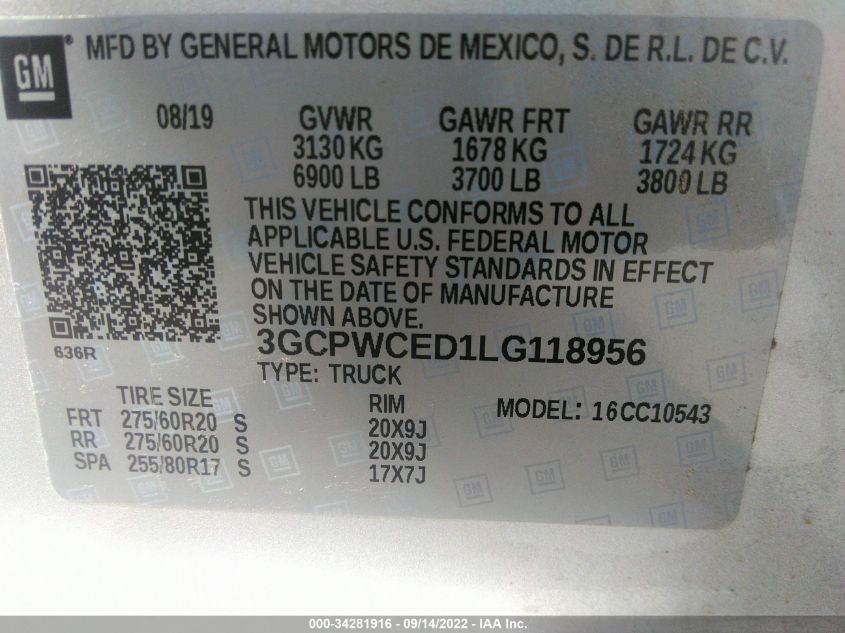 GM ® MFD BY GENERAL MOTORS DE MEXICO, S. DE R.L. DE C.V.
08/19 GVWR GAWR FRT GAWR RR
3130 KG 1678 KG 1724 KG
6900 LB 3700 LB 3800 LB
THIS VEHICLE CONFORMS TO ALL
APPLICABLE U.S. FEDERAL MOTOR
VEHICLE SAFETY STANDARDS IN EFFECT
ON THE DATE OF MANUFACTURE
SHOWN ABOVE.
636R
3GCPWCED1LG118956
TYPE: TRUCK
TIRE SIZE RIM MODEL: 16CC10543
FRT 275/60R20 S 20X9J
RR 275/60R20 S 20X9J
SPA 255/80R17 S 17X7J
000-34281916 - 09/14/2022 - IAA Inc.